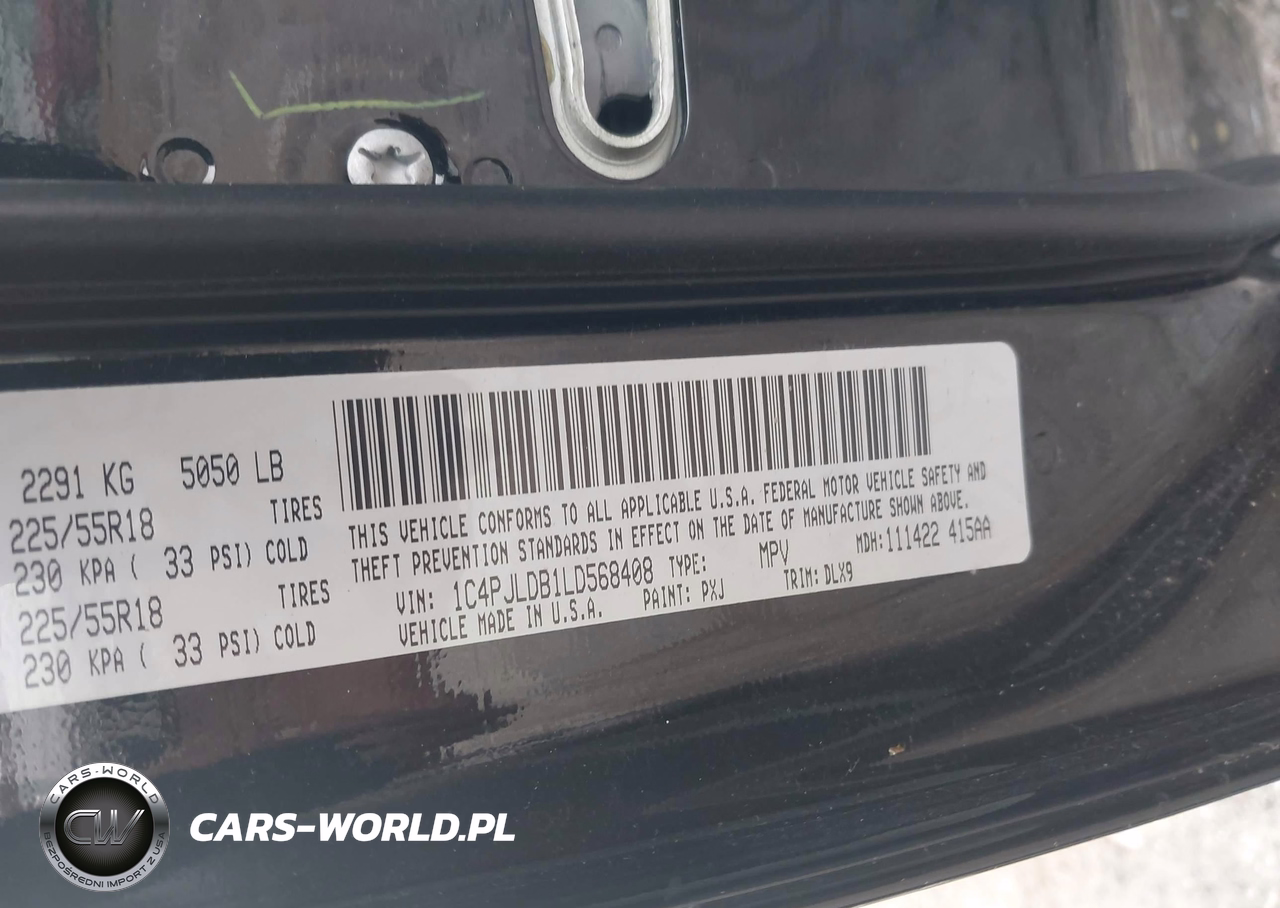 2291 KG 5050 LB
225/55R18 TIRES
230 KPA ( 33 PSI) COLD
225/55R18 TIRES
230 KPA ( 33 PSI) COLD
THIS VEHICLE CONFORMS TO ALL APPLICABLE U.S.A. FEDERAL MOTOR VEHICLE SAFETY AND
THEFT PREVENTION STANDARDS IN EFFECT ON THE DATE OF MANUFACTURE SHOWN ABOVE.
VIN: 1C4PJLDB1LD568408 TYPE: MPV MDH:111422 415AA
VEHICLE MADE IN U.S.A. PAINT: PXJ TRIM:DLX9
CARS-WORLD
CW
BEZPOŚREDNI IMPORT Z USA
CARS-WORLD.PL